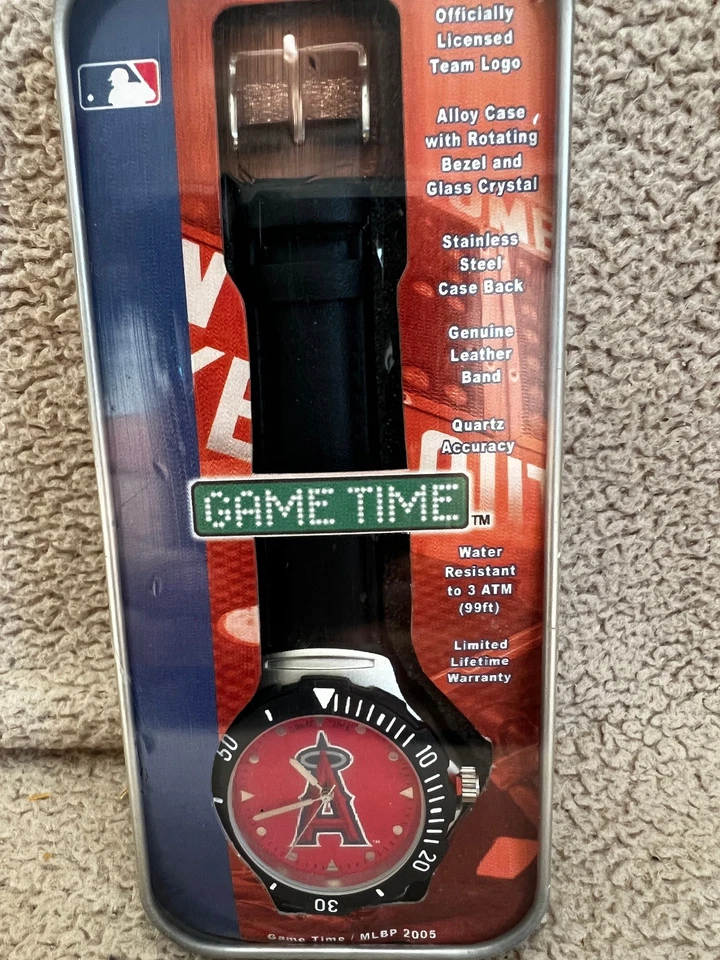 Officially
Licensed
Team Logo
Alloy Case
with Rotating
Bezel and
Glass Crystal
Stainless
Steel
Case Back
Genuine
Leather
Band
Quartz
Accuracy
GAME TIME TM
Water
Resistant
to 3 ATM
(99ft)
Limited
Lifetime
Warranty
10
20
30
50
A
Game Time / MLBP 2005